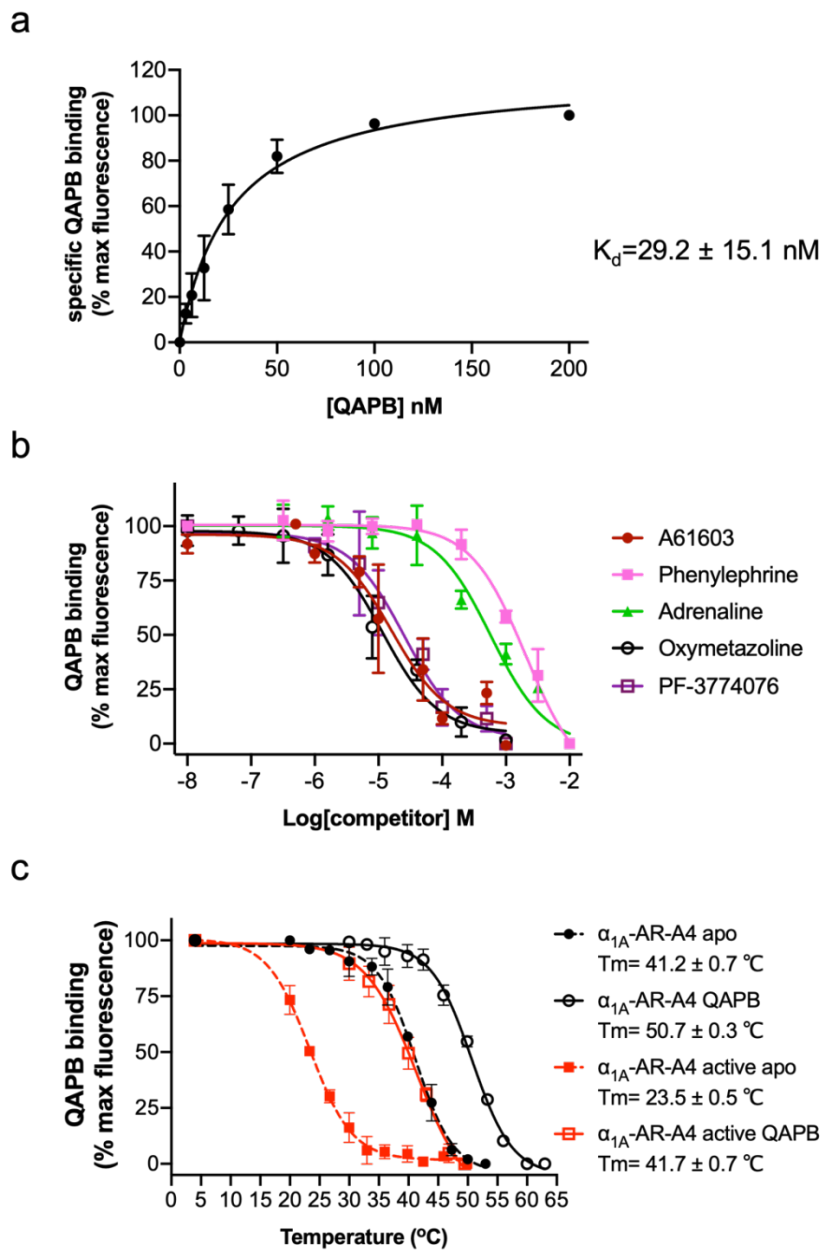 a
120
100
80
60
40
20
0
0 50 100 150 200
specific QAPB binding
(% max fluorescence)
[QAPB] nM
K_d=29.2 ± 15.1 nM
b
100
75
50
25
0
-8 -7 -6 -5 -4 -3 -2
QAPB binding
(% max fluorescence)
Log[competitor] M
A61603
Phenylephrine
Adrenaline
Oxymetazoline
PF-3774076
c
100
75
50
25
0
0 5 10 15 20 25 30 35 40 45 50 55 60 65
QAPB binding
(% max fluorescence)
Temperature (ºC)
α1A-AR-A4 apo
Tm= 41.2 ± 0.7 ℃
α1A-AR-A4 QAPB
Tm= 50.7 ± 0.3 ℃
α1A-AR-A4 active apo
Tm= 23.5 ± 0.5 ℃
α1A-AR-A4 active QAPB
Tm= 41.7 ± 0.7 ℃